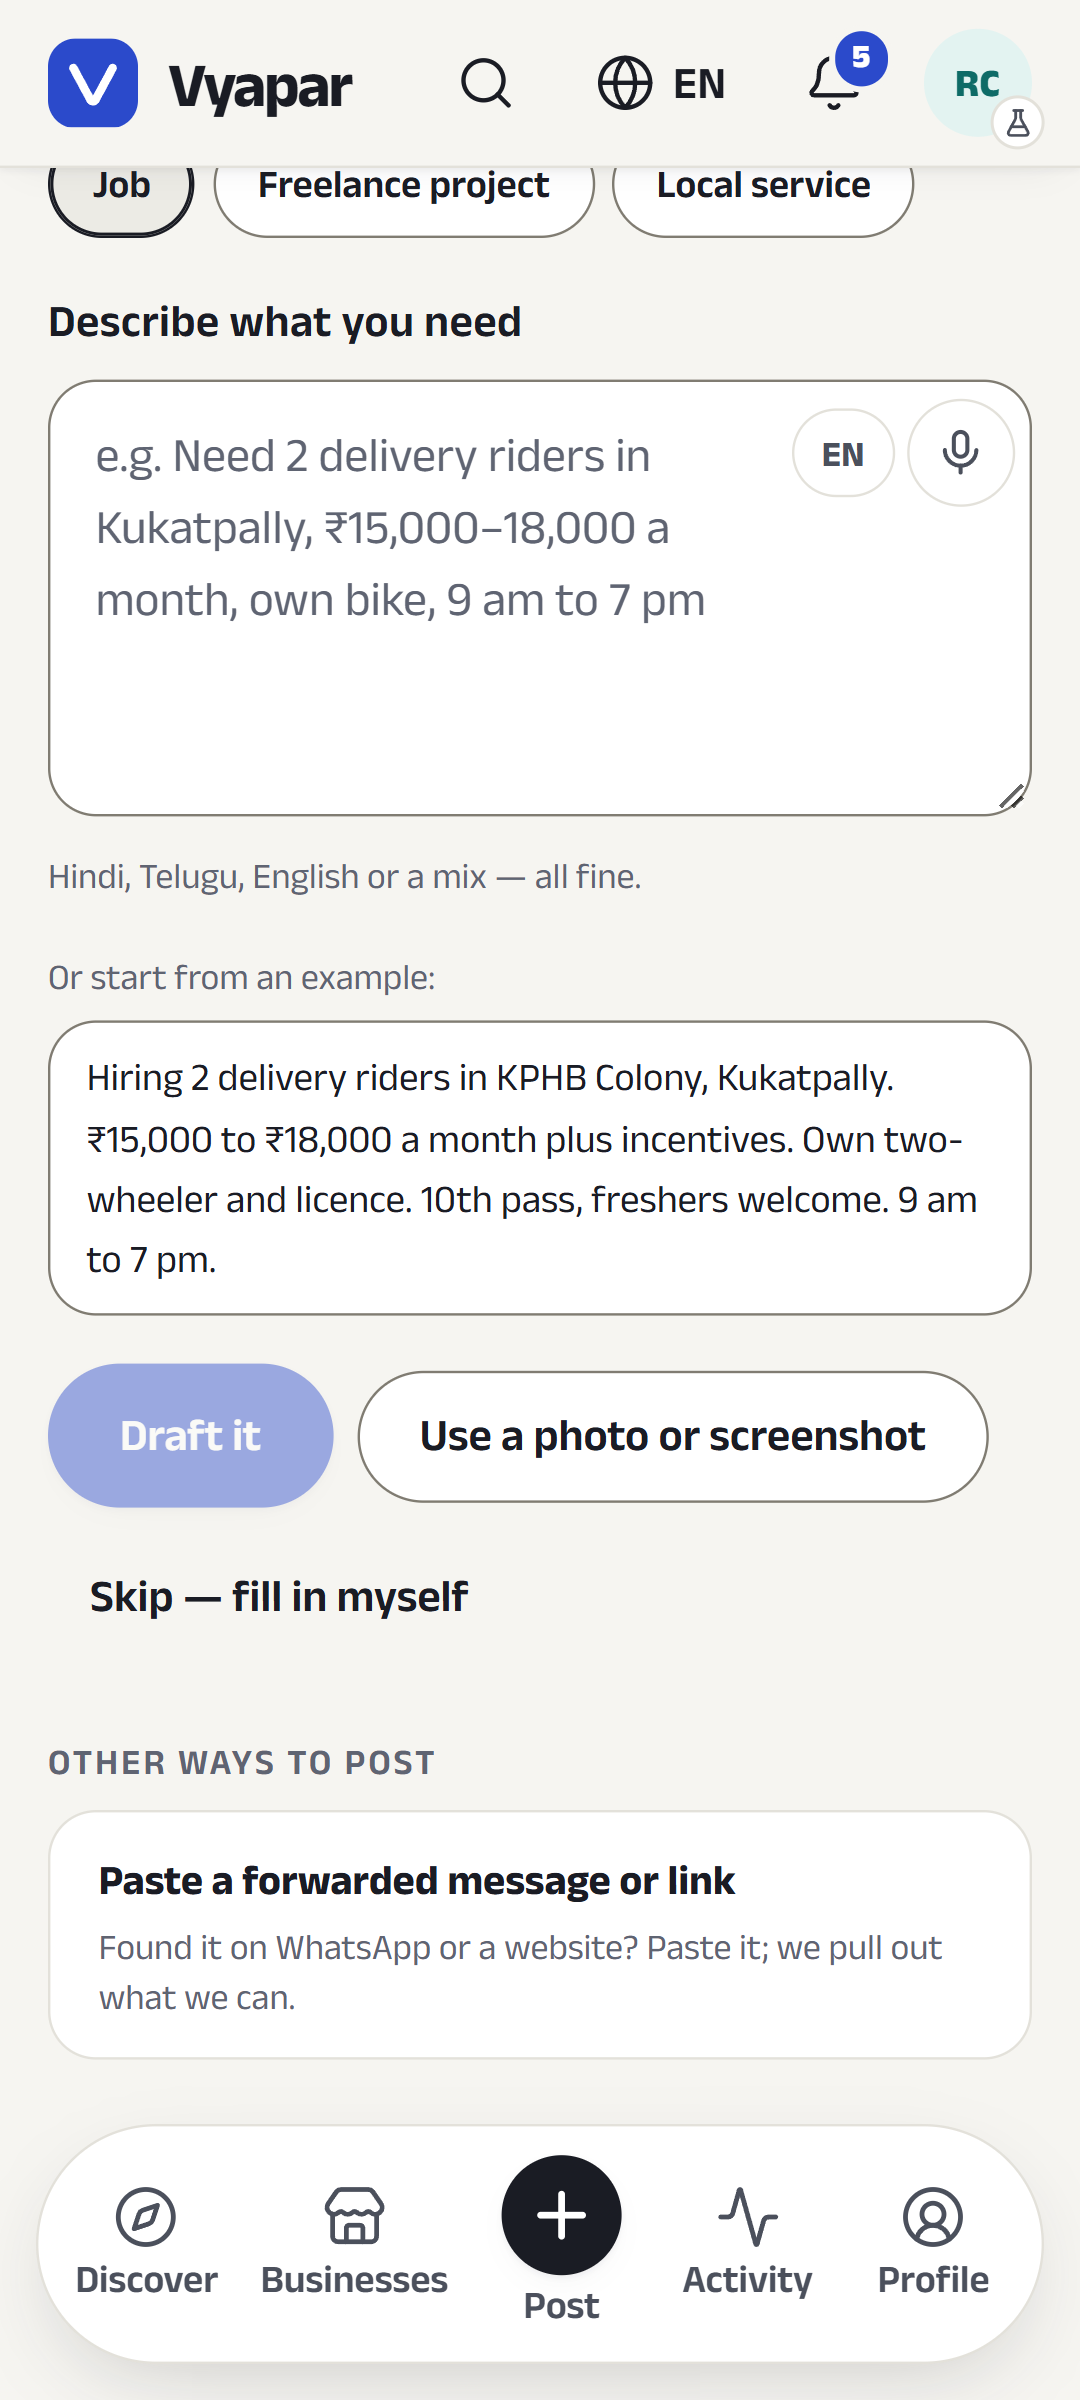 Vyapar
EN
5
RC
Job
Freelance project
Local service
Describe what you need
e.g. Need 2 delivery riders in
Kukatpally, ₹15,000–18,000 a
month, own bike, 9 am to 7 pm
EN
Hindi, Telugu, English or a mix — all fine.
Or start from an example:
Hiring 2 delivery riders in KPHB Colony, Kukatpally.
₹15,000 to ₹18,000 a month plus incentives. Own two-
wheeler and licence. 10th pass, freshers welcome. 9 am
to 7 pm.
Draft it
Use a photo or screenshot
Skip — fill in myself
OTHER WAYS TO POST
Paste a forwarded message or link
Found it on WhatsApp or a website? Paste it; we pull out
what we can.
Discover
Businesses
Post
Activity
Profile